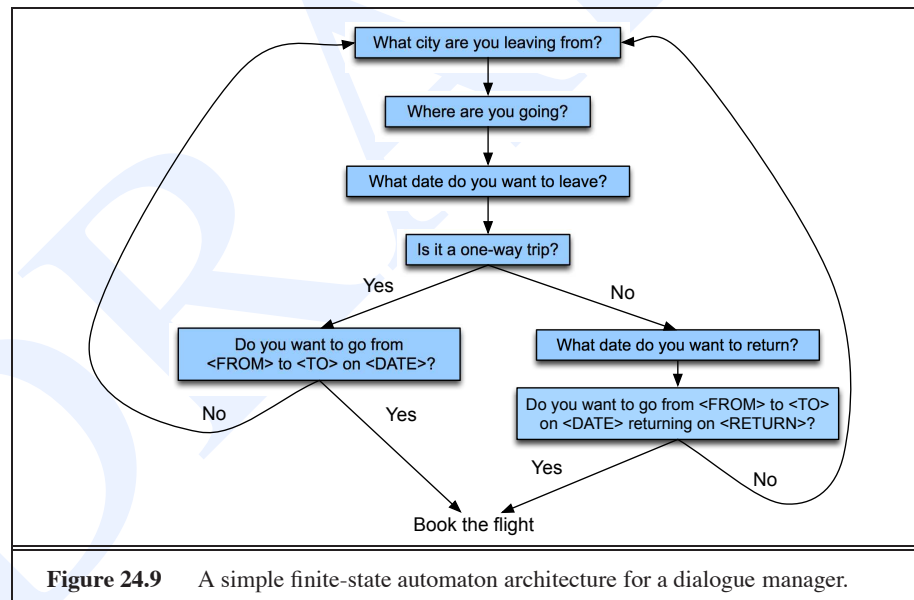 What city are you leaving from?
Where are you going?
What date do you want to leave?
Is it a one-way trip?
Yes
No
Do you want to go from
<FROM> to <TO> on <DATE>?
What date do you want to return?
Do you want to go from <FROM> to <TO>
on <DATE> returning on <RETURN>?
No
Yes
Yes
No
Book the flight
Figure 24.9 A simple finite-state automaton architecture for a dialogue manager.